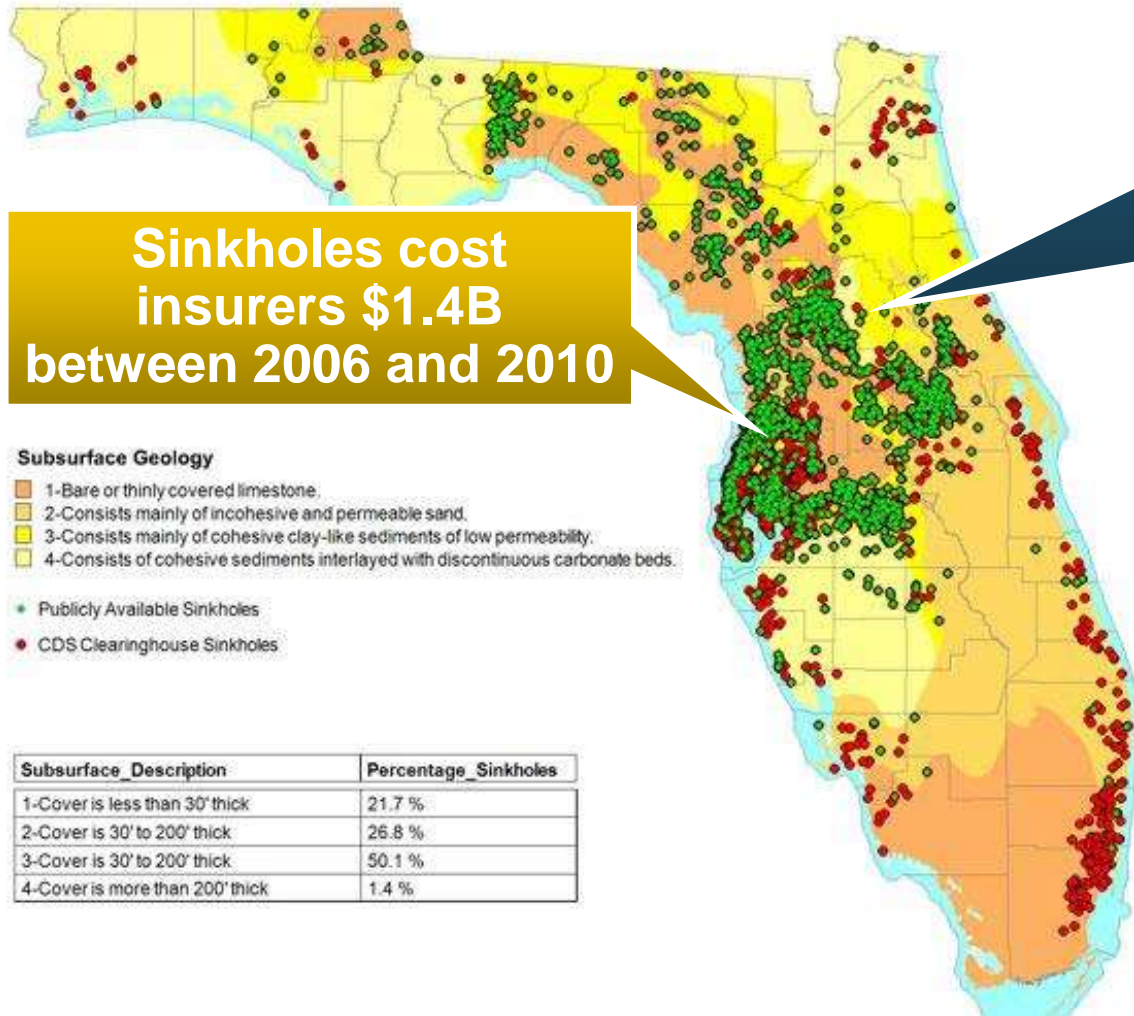 Sinkholes cost
insurers $1.4B
between 2006 and 2010
Subsurface Geology
1-Bare or thinly covered limestone.
2-Consists mainly of incohesive and permeable sand.
3-Consists mainly of cohesive clay-like sediments of low permeability.
4-Consists of cohesive sediments interlayed with discontinuous carbonate beds.
Publicly Available Sinkholes
CDS Clearinghouse Sinkholes
Subsurface_Description Percentage_Sinkholes
1-Cover is less than 30' thick 21.7 %
2-Cover is 30' to 200' thick 26.8 %
3-Cover is 30' to 200' thick 50.1 %
4-Cover is more than 200' thick 1.4 %